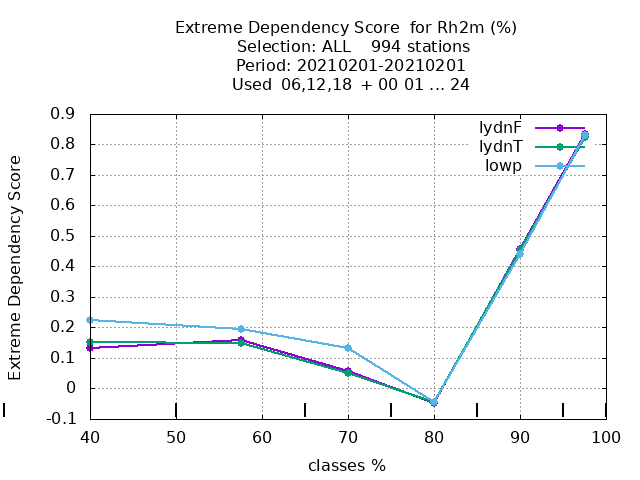 Extreme Dependency Score  for Rh2m (%)
Selection: ALL    994 stations
Period: 20210201-20210201
Used  06,12,18  + 00 01 ... 24
Extreme Dependency Score
0.9
0.8
0.7
0.6
0.5
0.4
0.3
0.2
0.1
0
-0.1
lydnF
lydnT
lowp
40 50 60 70 80 90 100
classes %